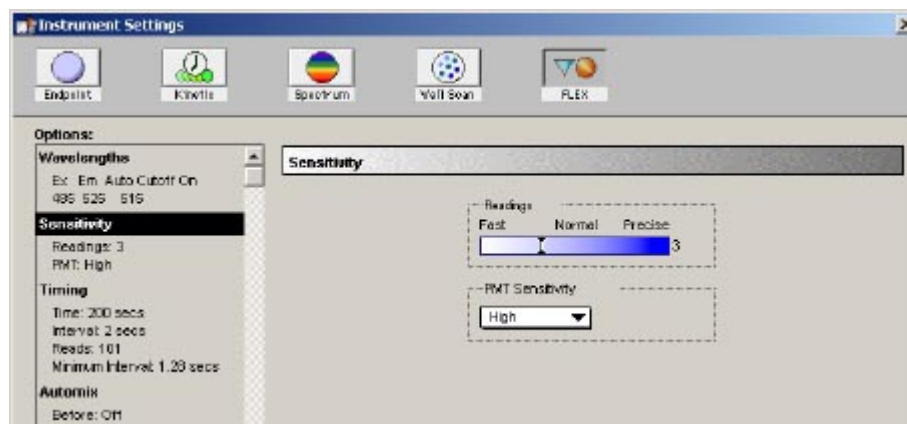 Instrument Settings
Endpoint
Kinetic
Spectrum
Well Scan
FLEX
Options:
Wavelengths
Ex Em Auto Cutoff On
485 525 515
Sensitivity
Readings: 3
PMT: High
Timing
Time: 200 secs
Interval: 2 secs
Reads: 101
Minimum Interval: 1.28 secs
Automix
Before: Off
Sensitivity
Readings
Fast Normal Precise
3
PMT Sensitivity
High